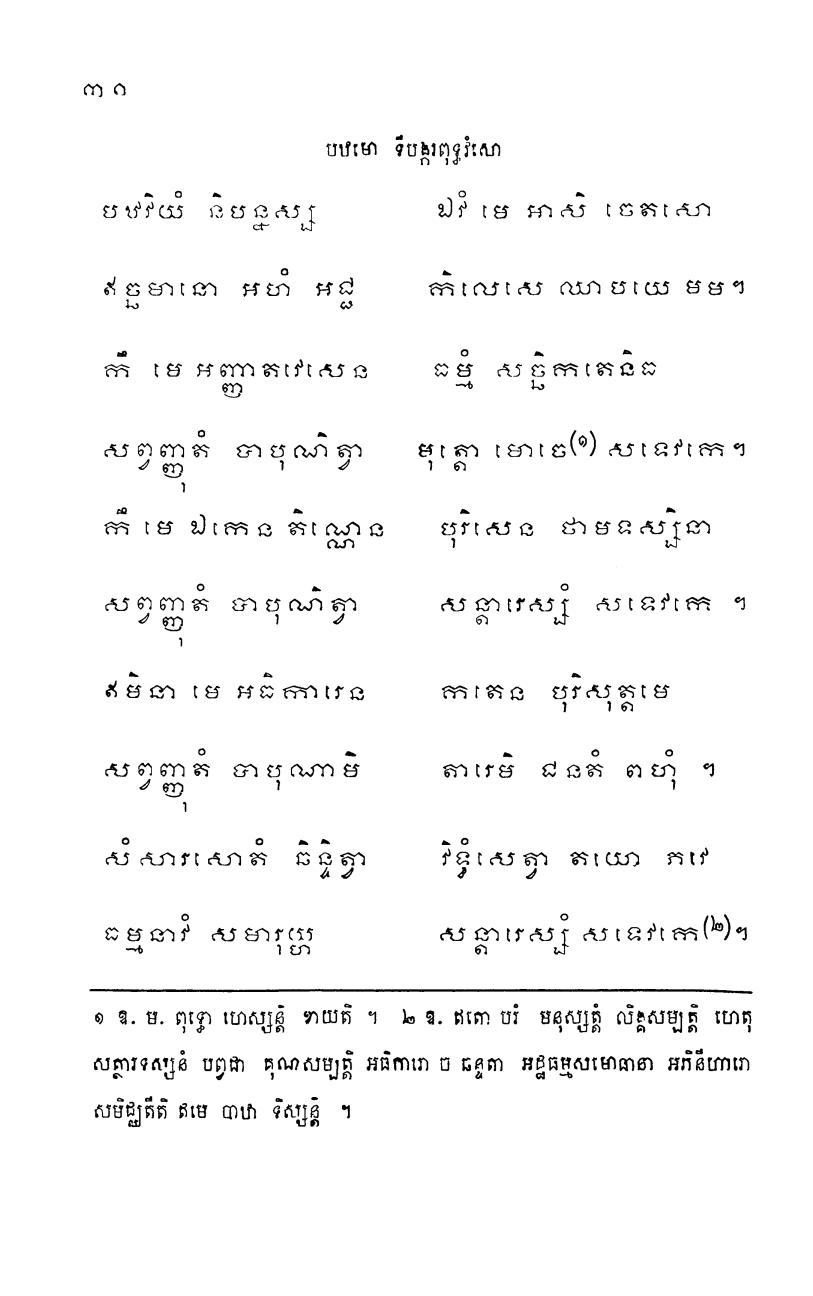 ៣១
បឋមោ ទីបង្ករពុទ្ធវំសោ
បឋវិយំ និបន្នស្ស ឯវំ មេ អាសិ ចេតសោ
ឥច្ឆមានោ អហំ អជ្ជ កិលេសេ ឈាបយេ មម។
កឹ មេ អញ្ញាតវេសេន ធម្មំ សច្ឆិកតេនិធ
សព្វញ្ញុតំ បាបុណិត្វា មុត្តោ មោចេ(១) សទេវកេ។
កឹ មេ ឯកេន តិណ្ណេន បុរិសេន ថាមទស្សិនា
សព្វញ្ញុតំ បាបុណិត្វា សន្តារេស្សំ សទេវកេ ។
ឥមិនា មេ អធិការេន កតេន បុរិសុត្តមេ
សព្វញ្ញុតំ បាបុណាមិ តារេមិ ជនតំ ពហុំ ។
សំសារសោតំ ឆិន្ទិត្វា វិទ្ធំសេត្វា តយោ ភវេ
ធម្មនាវំ សមារុយ្ហ សន្តារេស្សំ សទេវកេ(២)។
១ ឱ. ម. ពុទ្ធោ ហេស្សន្តិ ទាយតិ ។ ២ ឱ. ឥតោ បរំ មនុស្សត្តំ លិង្គសម្បត្តិ ហេតុ
សត្ថារទស្សនំ បព្វជា គុណសម្បត្តិ អធិការោ ច ឆន្ទតា អដ្ឋធម្មសមោធានា អភិនីហារោ
សមិជ្ឈតីតិ ឥមេ បាឋា ទិស្សន្តិ ។